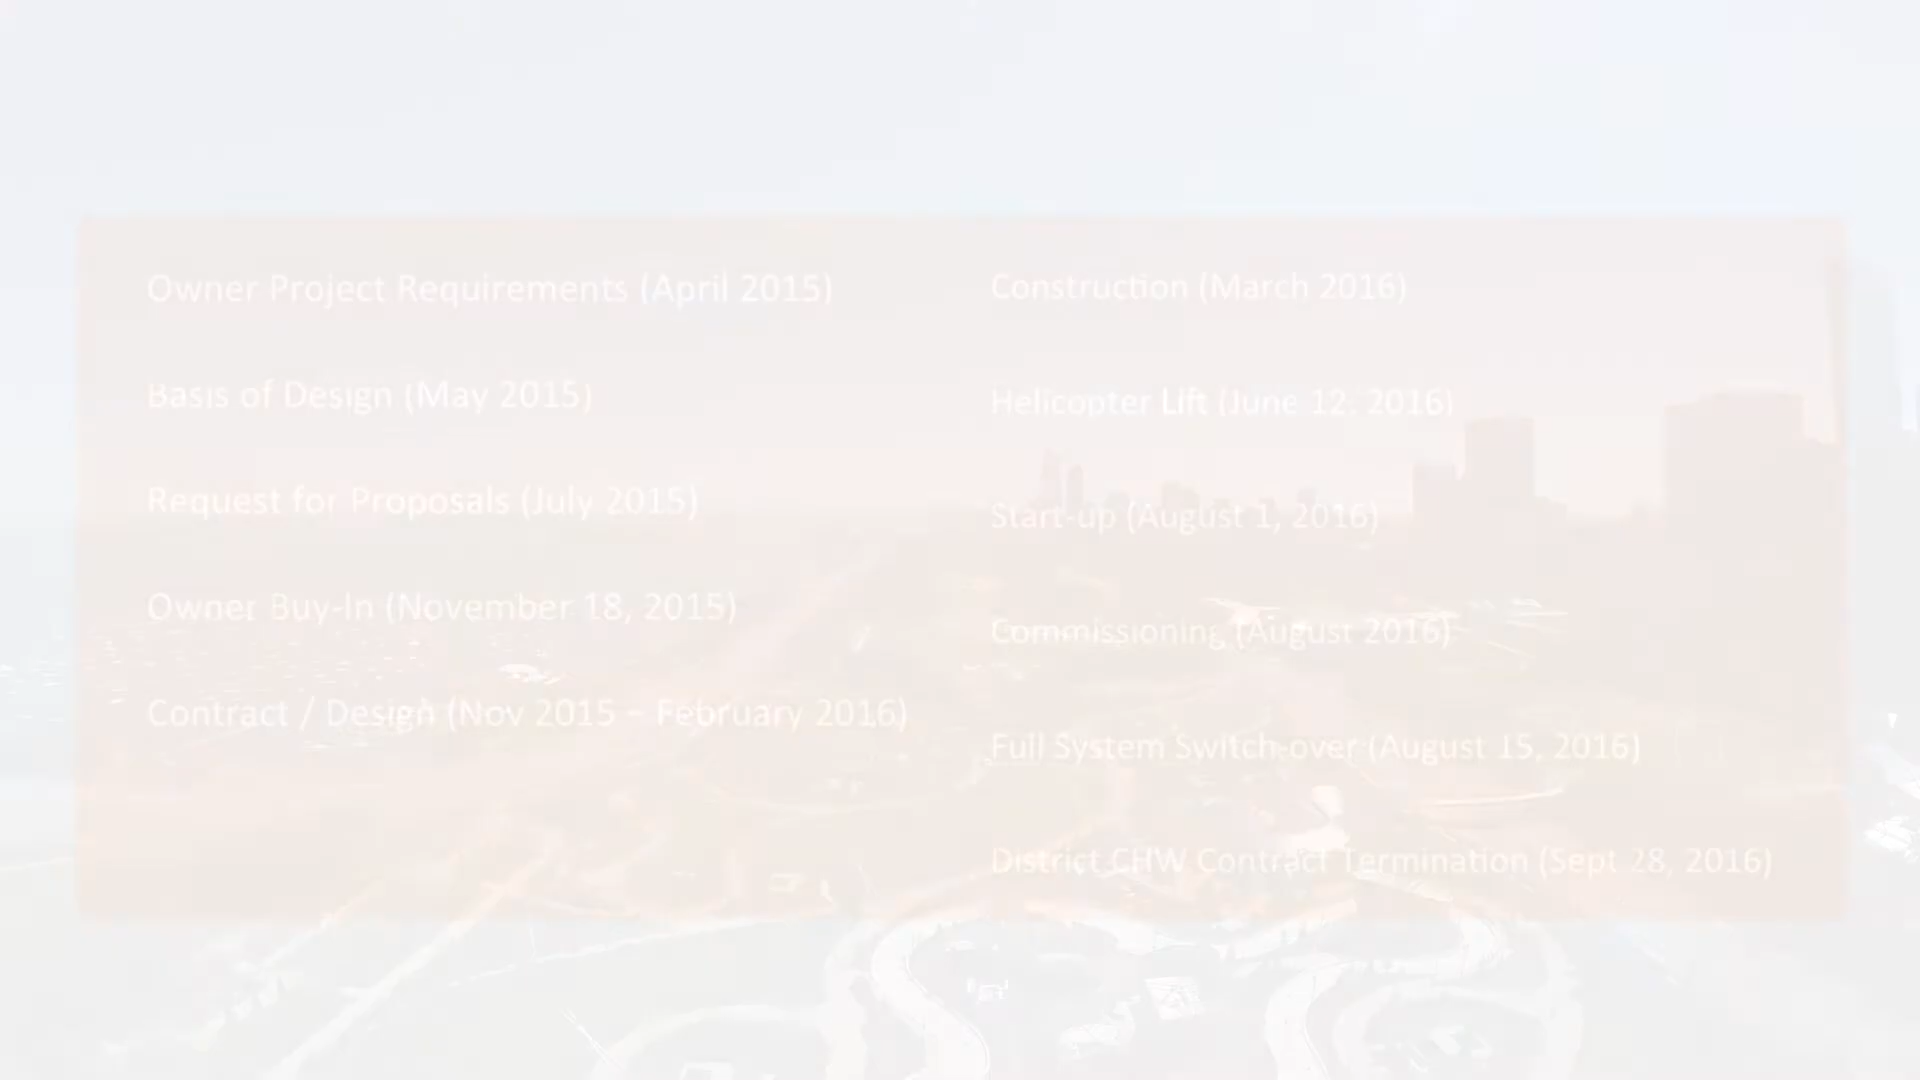 Owner Project Requirements (April 2015)
Basis of Design (May 2015)
Request for Proposals (July 2015)
Owner Buy-In (November 18, 2015)
Contract / Design (Nov 2015 – February 2016)
Construction (March 2016)
Helicopter Lift (June 12, 2016)
Start-up (August 1, 2016)
Commissioning (August 2016)
Full System Switch-over (August 15, 2016)
District CHW Contract Termination (Sept 28, 2016)